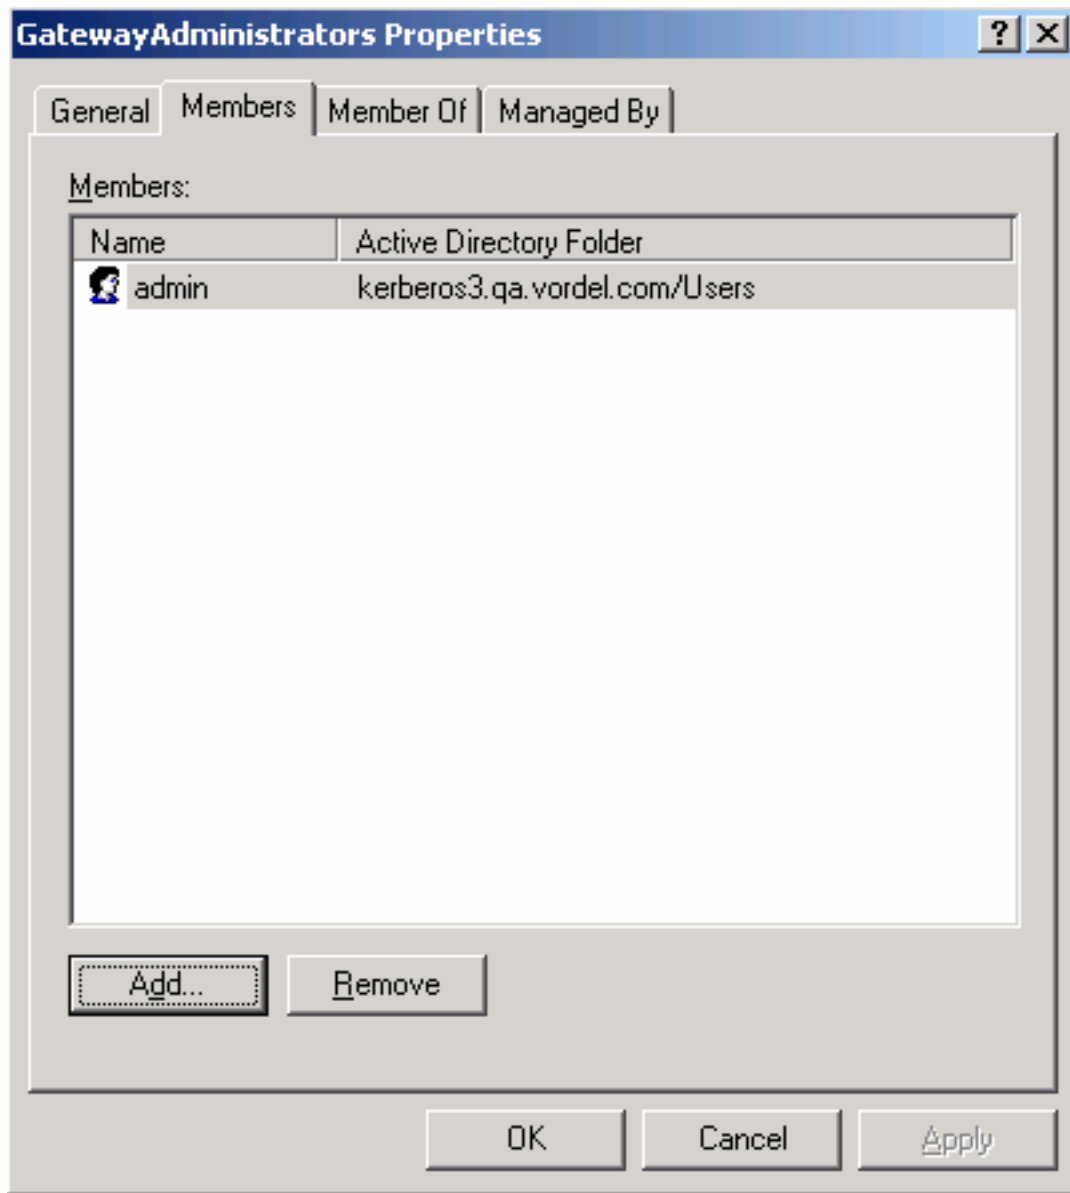 GatewayAdministrators Properties
?
General Members Member Of Managed By
Members:
Name Active Directory Folder
admin kerberos3.qa.vordel.com/Users
Add... Remove
OK Cancel Apply